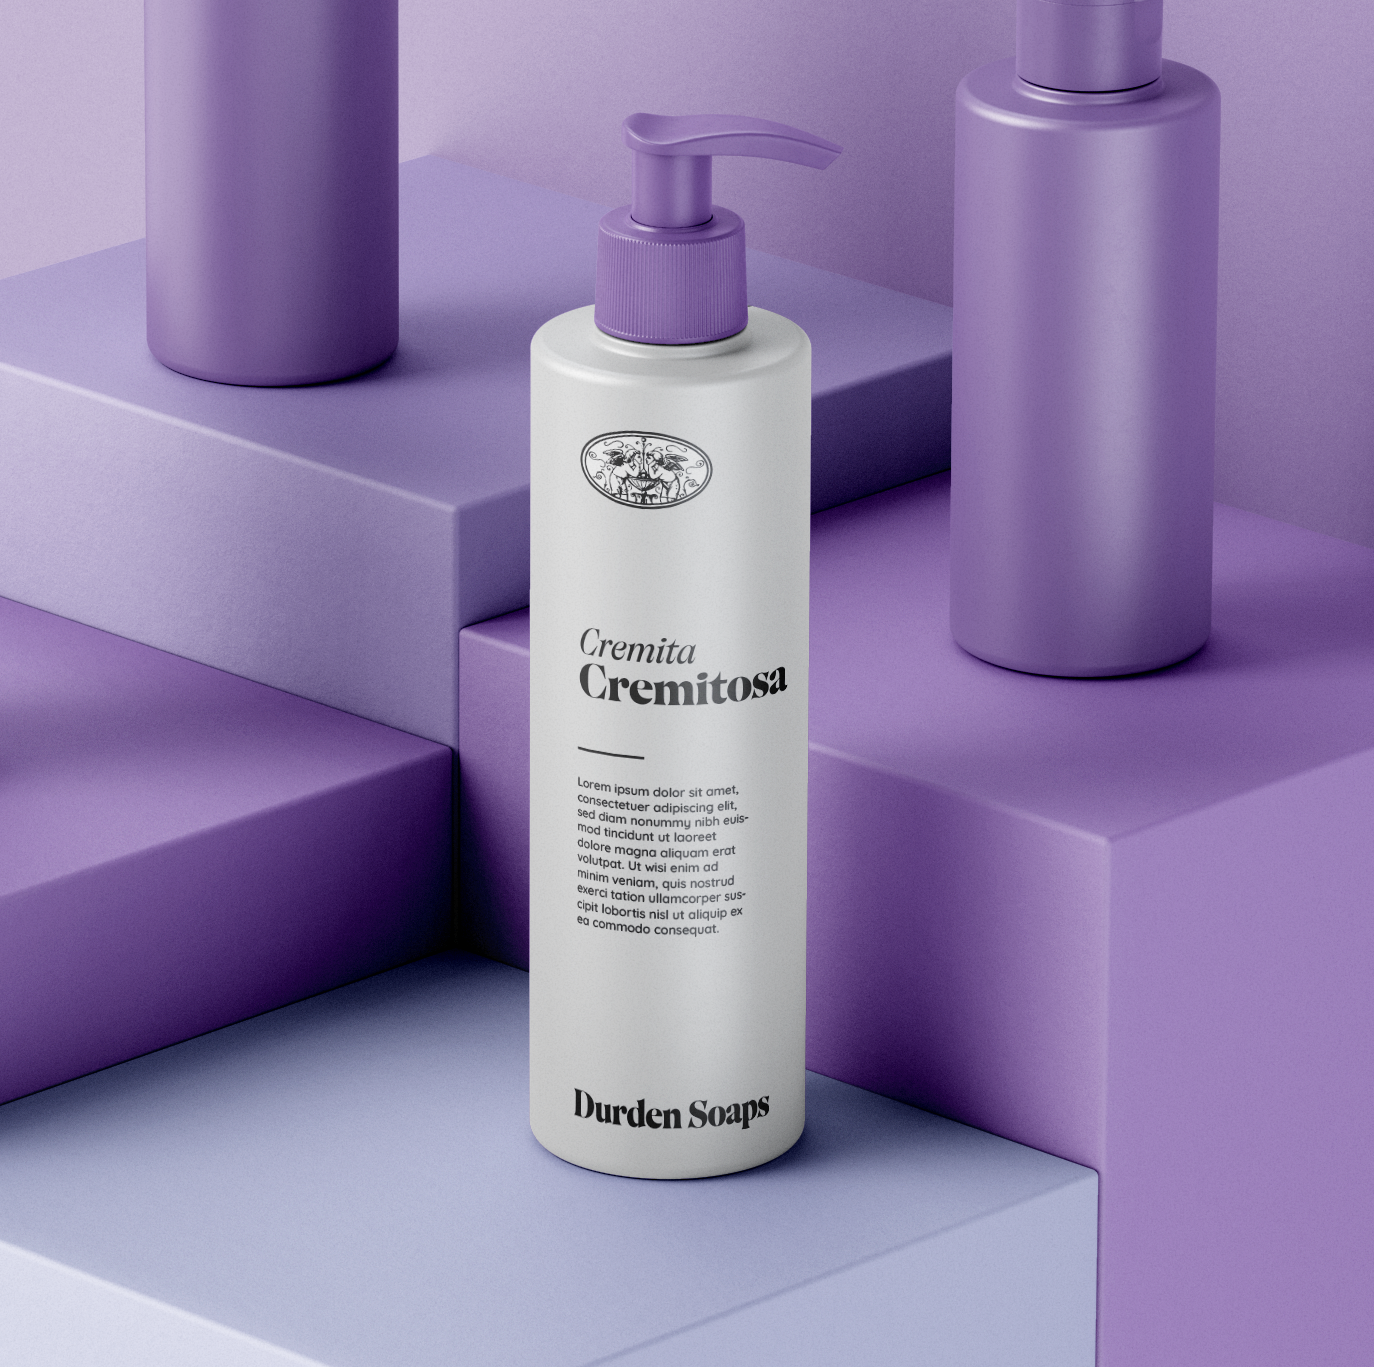 Cremita
Cremitosa
Lorem ipsum dolor sit amet,
consectetuer adipiscing elit,
sed diam nonummy nibh euis-
mod tincidunt ut laoreet
dolore magna aliquam erat
volutpat. Ut wisi enim ad
minim veniam, quis nostrud
exerci tation ullamcorper sus-
cipit lobortis nisl ut aliquip ex
ea commodo consequat.
Durden Soaps